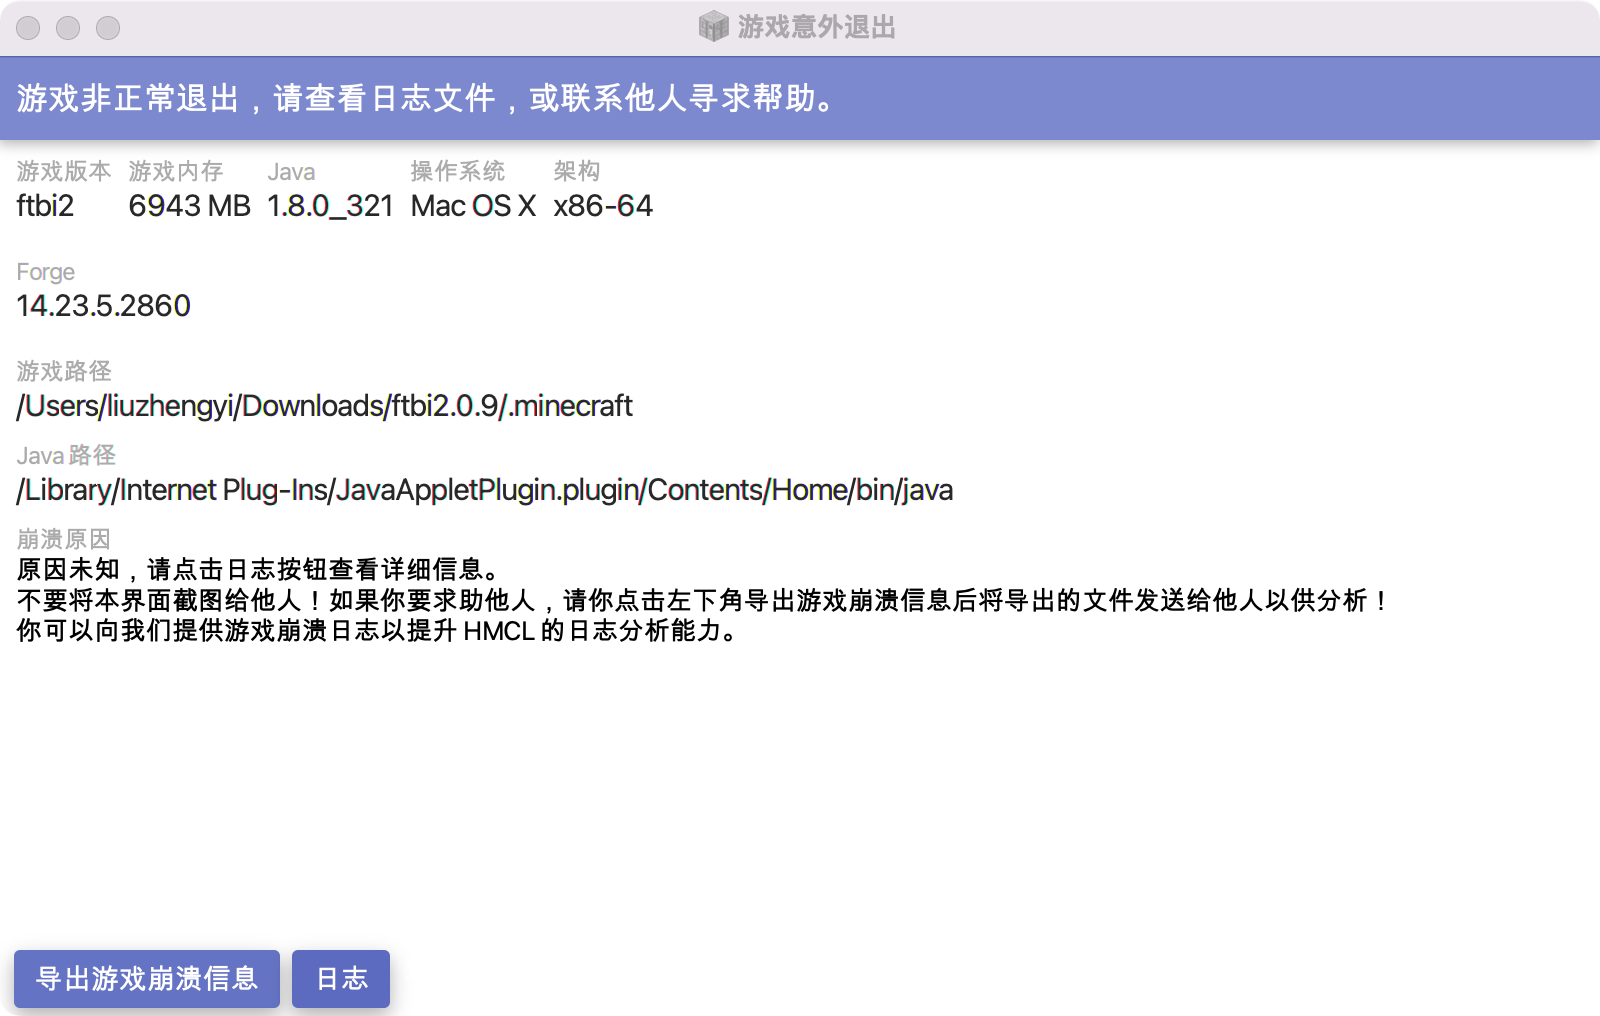 游戏意外退出
游戏非正常退出，请查看日志文件，或联系他人寻求帮助。
游戏版本 游戏内存 Java 操作系统 架构
ftbi2 6943 MB 1.8.0_321 Mac OS X x86-64
Forge
14.23.5.2860
游戏路径
/Users/liuzhengyi/Downloads/ftbi2.0.9/.minecraft
Java 路径
/Library/Internet Plug-Ins/JavaAppletPlugin.plugin/Contents/Home/bin/java
崩溃原因
原因未知，请点击日志按钮查看详细信息。
不要将本界面截图给他人！如果你要求助他人，请你点击左下角导出游戏崩溃信息后将导出的文件发送给他人以供分析！
你可以向我们提供游戏崩溃日志以提升 HMCL 的日志分析能力。
导出游戏崩溃信息 日志